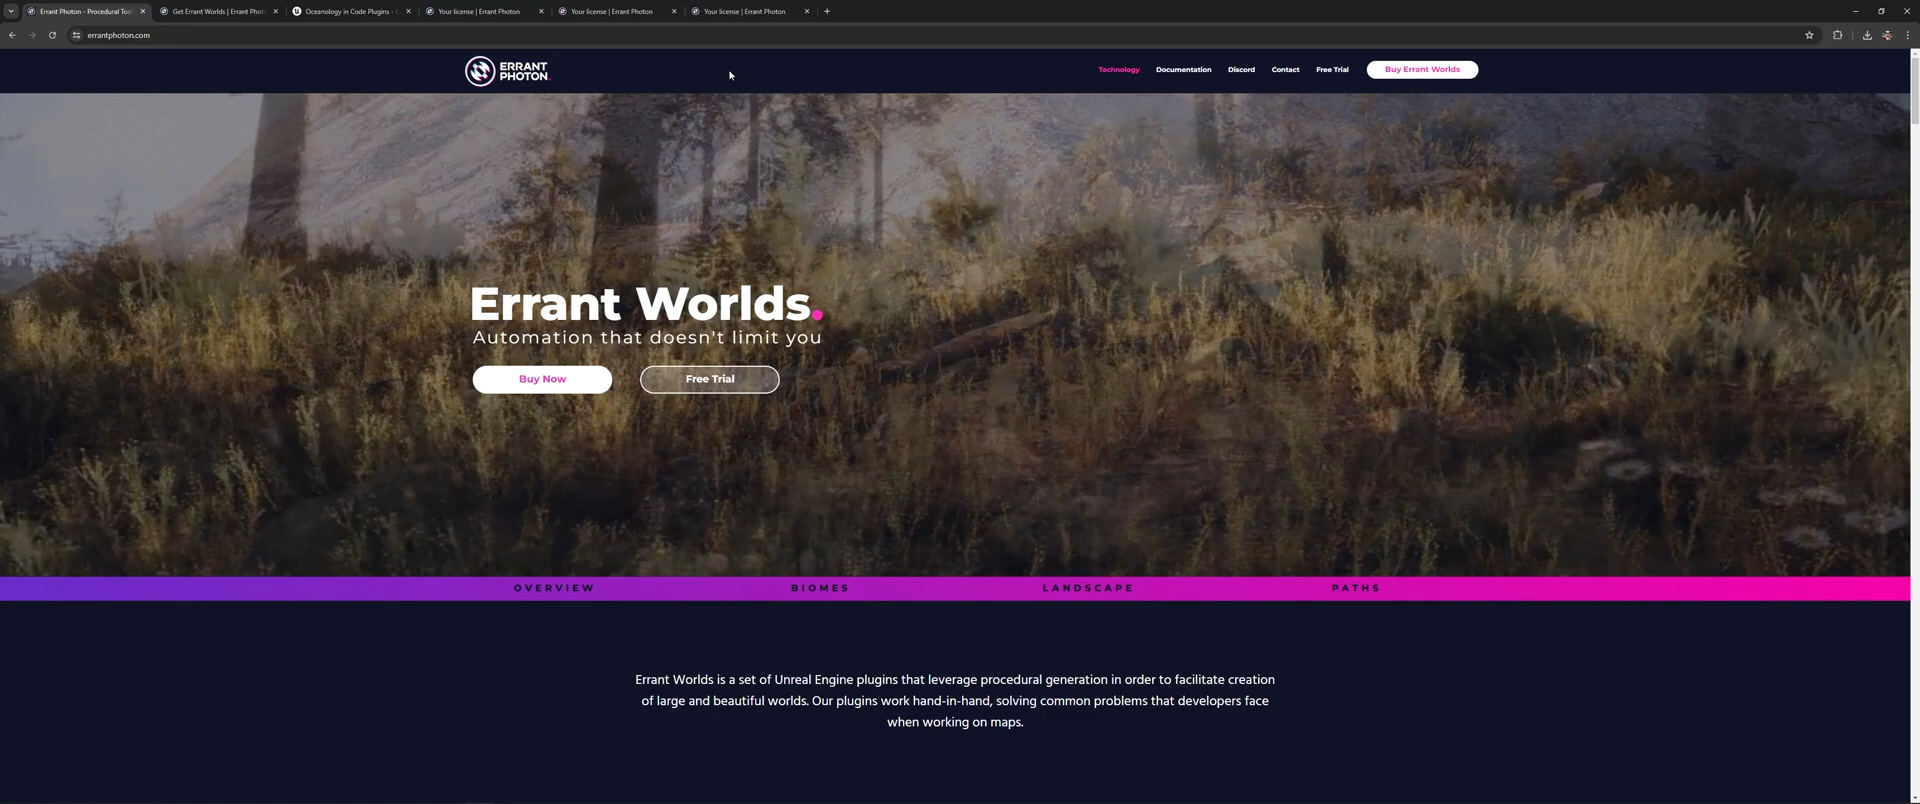 Errant Photon - Procedural Tool
Get Errant Worlds | Errant Phot
Oceanology in Code Plugins -
Your license | Errant Photon
Your license | Errant Photon
Your license | Errant Photon
errantphoton.com
ERRANT
PHOTON.
Technology
Documentation
Discord
Contact
Free Trial
Buy Errant Worlds
Errant Worlds.
Automation that doesn't limit you
Buy Now
Free Trial
OVERVIEW
BIOMES
LANDSCAPE
PATHS
Errant Worlds is a set of Unreal Engine plugins that leverage procedural generation in order to facilitate creation
of large and beautiful worlds. Our plugins work hand-in-hand, solving common problems that developers face
when working on maps.